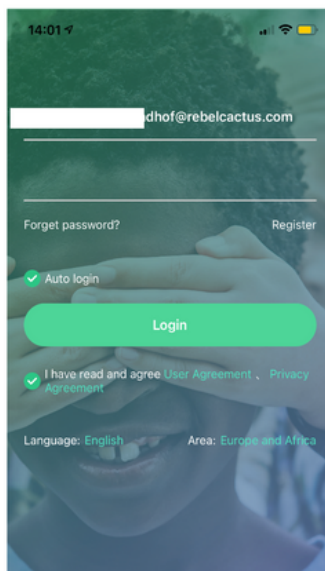 14:01
dhof@rebelcactus.com
Forget password? Register
Auto login
Login
I have read and agree User Agreement 、 Privacy
Agreement
Language: English Area: Europe and Africa